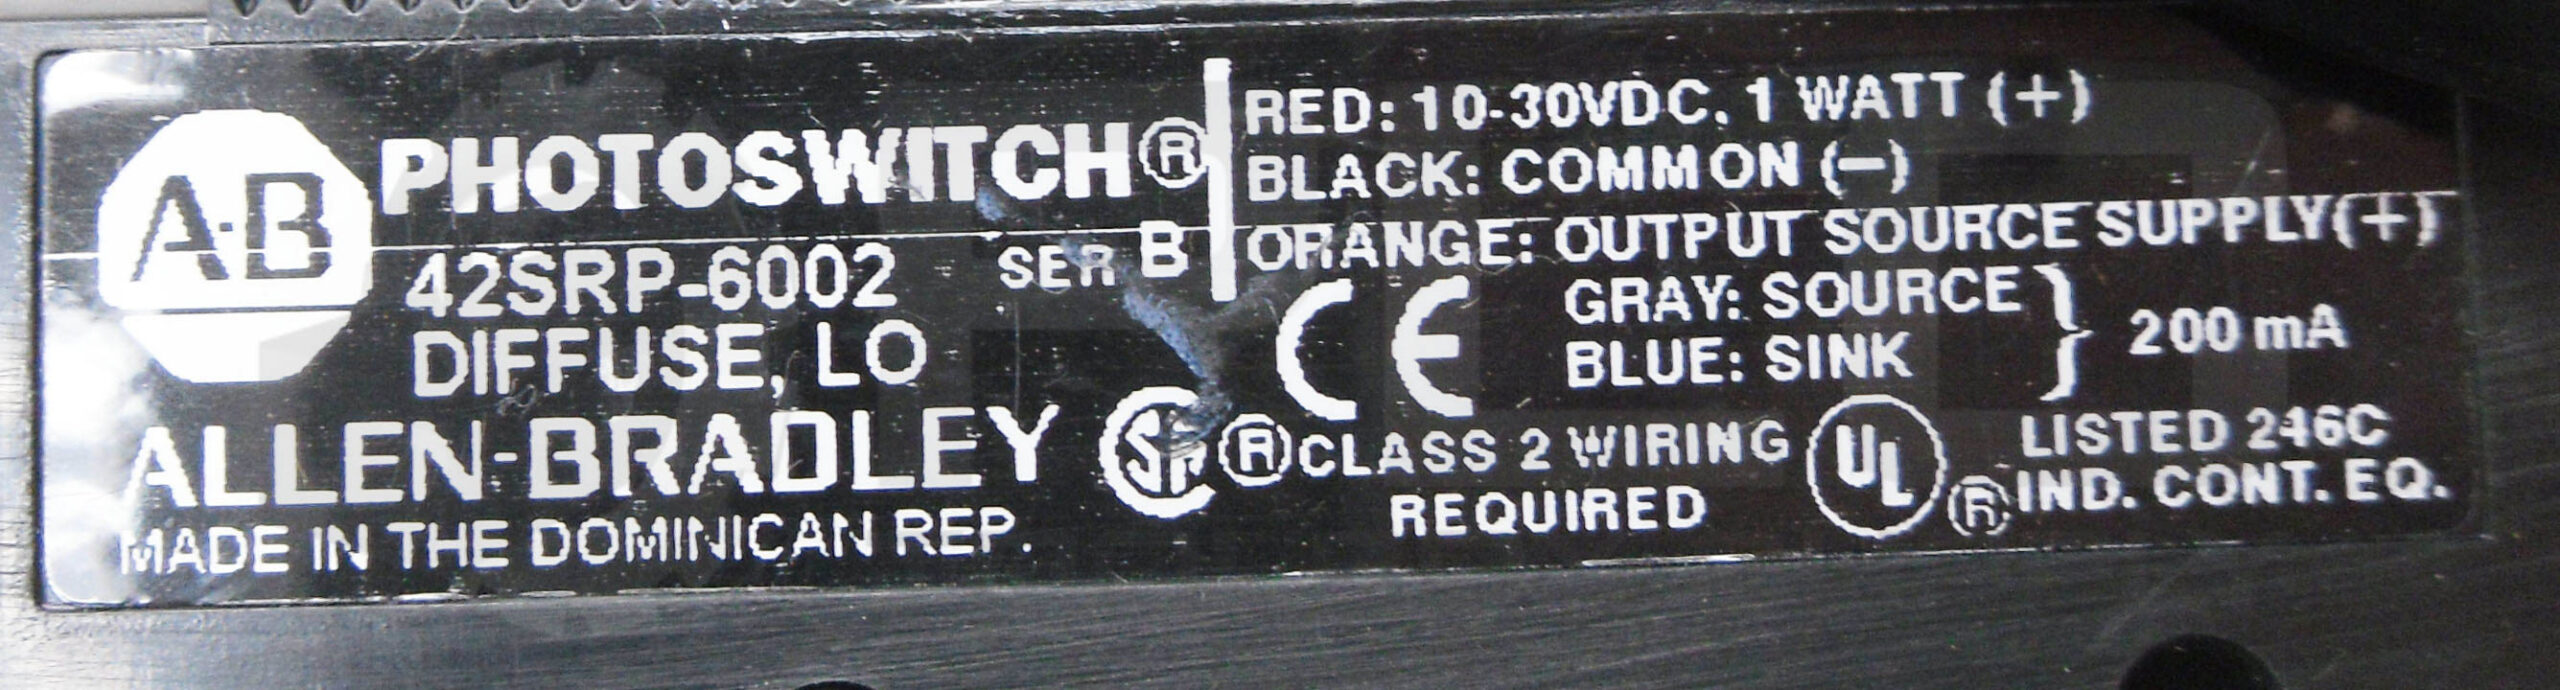 A-B PHOTOSWITCH®
42SRP-6002 SER B
DIFFUSE, LO
ALLEN-BRADLEY
MADE IN THE DOMINICAN REP.
RED: 10-30VDC, 1 WATT (+)
BLACK: COMMON (−)
ORANGE: OUTPUT SOURCE SUPPLY(+)
GRAY: SOURCE } 200 mA
BLUE: SINK
CE
SA ® CLASS 2 WIRING
REQUIRED
UL ® LISTED 246C
IND. CONT. EQ.